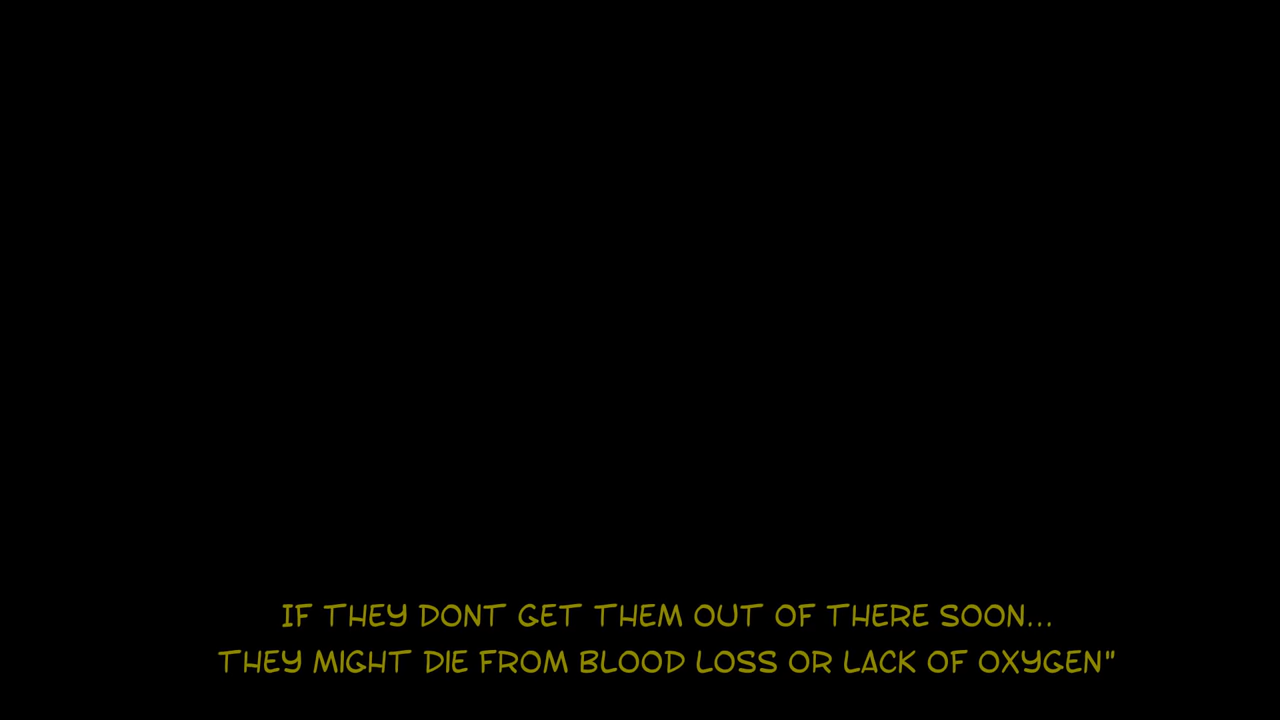 IF THEY DONT GET THEM OUT OF THERE SOON...
THEY MIGHT DIE FROM BLOOD LOSS OR LACK OF OXYGEN"